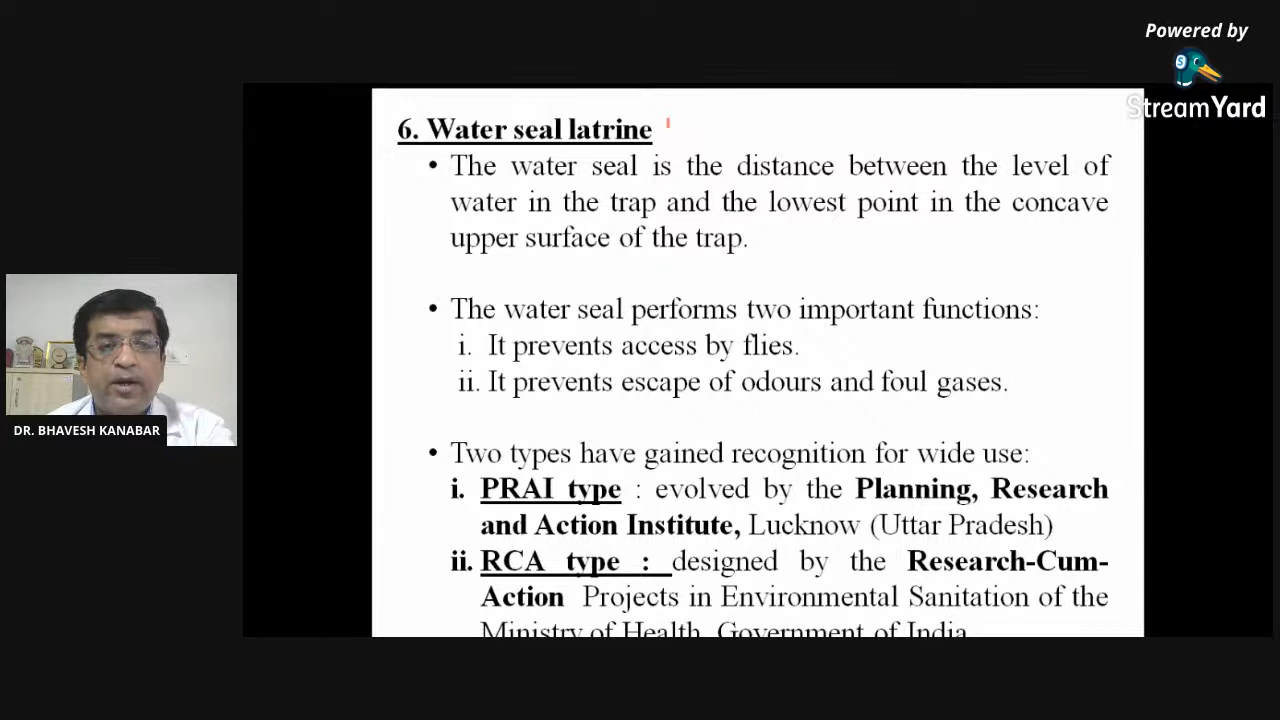 Powered by
StreamYard
6. Water seal latrine
• The water seal is the distance between the level of
water in the trap and the lowest point in the concave
upper surface of the trap.
• The water seal performs two important functions:
i. It prevents access by flies.
ii. It prevents escape of odours and foul gases.
• Two types have gained recognition for wide use:
i. PRAI type : evolved by the Planning, Research
and Action Institute, Lucknow (Uttar Pradesh)
ii. RCA type : designed by the Research-Cum-
Action Projects in Environmental Sanitation of the
Ministry of Health, Government of India
DR. BHAVESH KANABAR